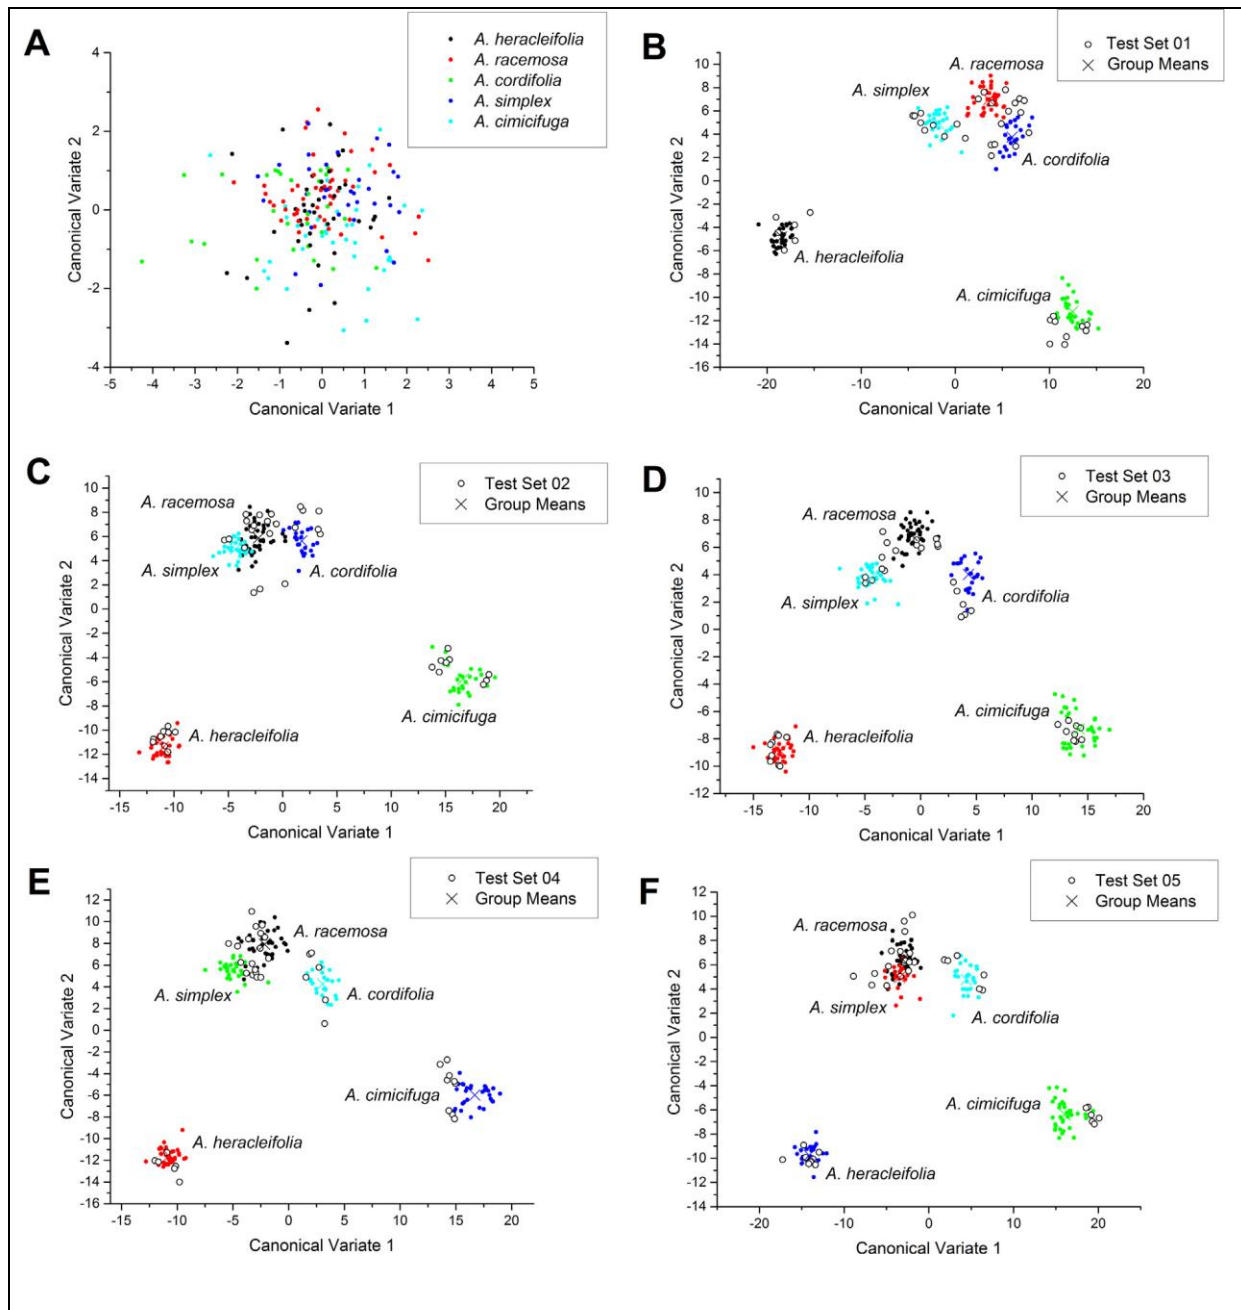 A
A. heracleifolia
A. racemosa
A. cordifolia
A. simplex
A. cimicifuga
4
2
0
-2
-4
Canonical Variate 2
-5 -4 -3 -2 -1 0 1 2 3 4 5
Canonical Variate 1
B
Test Set 01
Group Means
A. racemosa
A. simplex
A. cordifolia
A. heracleifolia
A. cimicifuga
10
8
6
4
2
0
-2
-4
-6
-8
-10
-12
-14
-16
Canonical Variate 2
-20 -10 0 10 20
Canonical Variate 1
C
Test Set 02
Group Means
A. racemosa
A. simplex
A. cordifolia
A. cimicifuga
A. heracleifolia
10
8
6
4
2
0
-2
-4
-6
-8
-10
-12
-14
Canonical Variate 2
-15 -10 -5 0 5 10 15 20
Canonical Variate 1
D
Test Set 03
Group Means
A. racemosa
A. simplex
A. cordifolia
A. cimicifuga
A. heracleifolia
10
8
6
4
2
0
-2
-4
-6
-8
-10
-12
Canonical Variate 2
-15 -10 -5 0 5 10 15 20
Canonical Variate 1
E
Test Set 04
Group Means
A. racemosa
A. simplex
A. cordifolia
A. cimicifuga
A. heracleifolia
12
10
8
6
4
2
0
-2
-4
-6
-8
-10
-12
-14
-16
Canonical Variate 2
-15 -10 -5 0 5 10 15 20
Canonical Variate 1
F
Test Set 05
Group Means
A. racemosa
A. simplex
A. cordifolia
A. cimicifuga
A. heracleifolia
12
10
8
6
4
2
0
-2
-4
-6
-8
-10
-12
-14
Canonical Variate 2
-20 -10 0 10 20
Canonical Variate 1